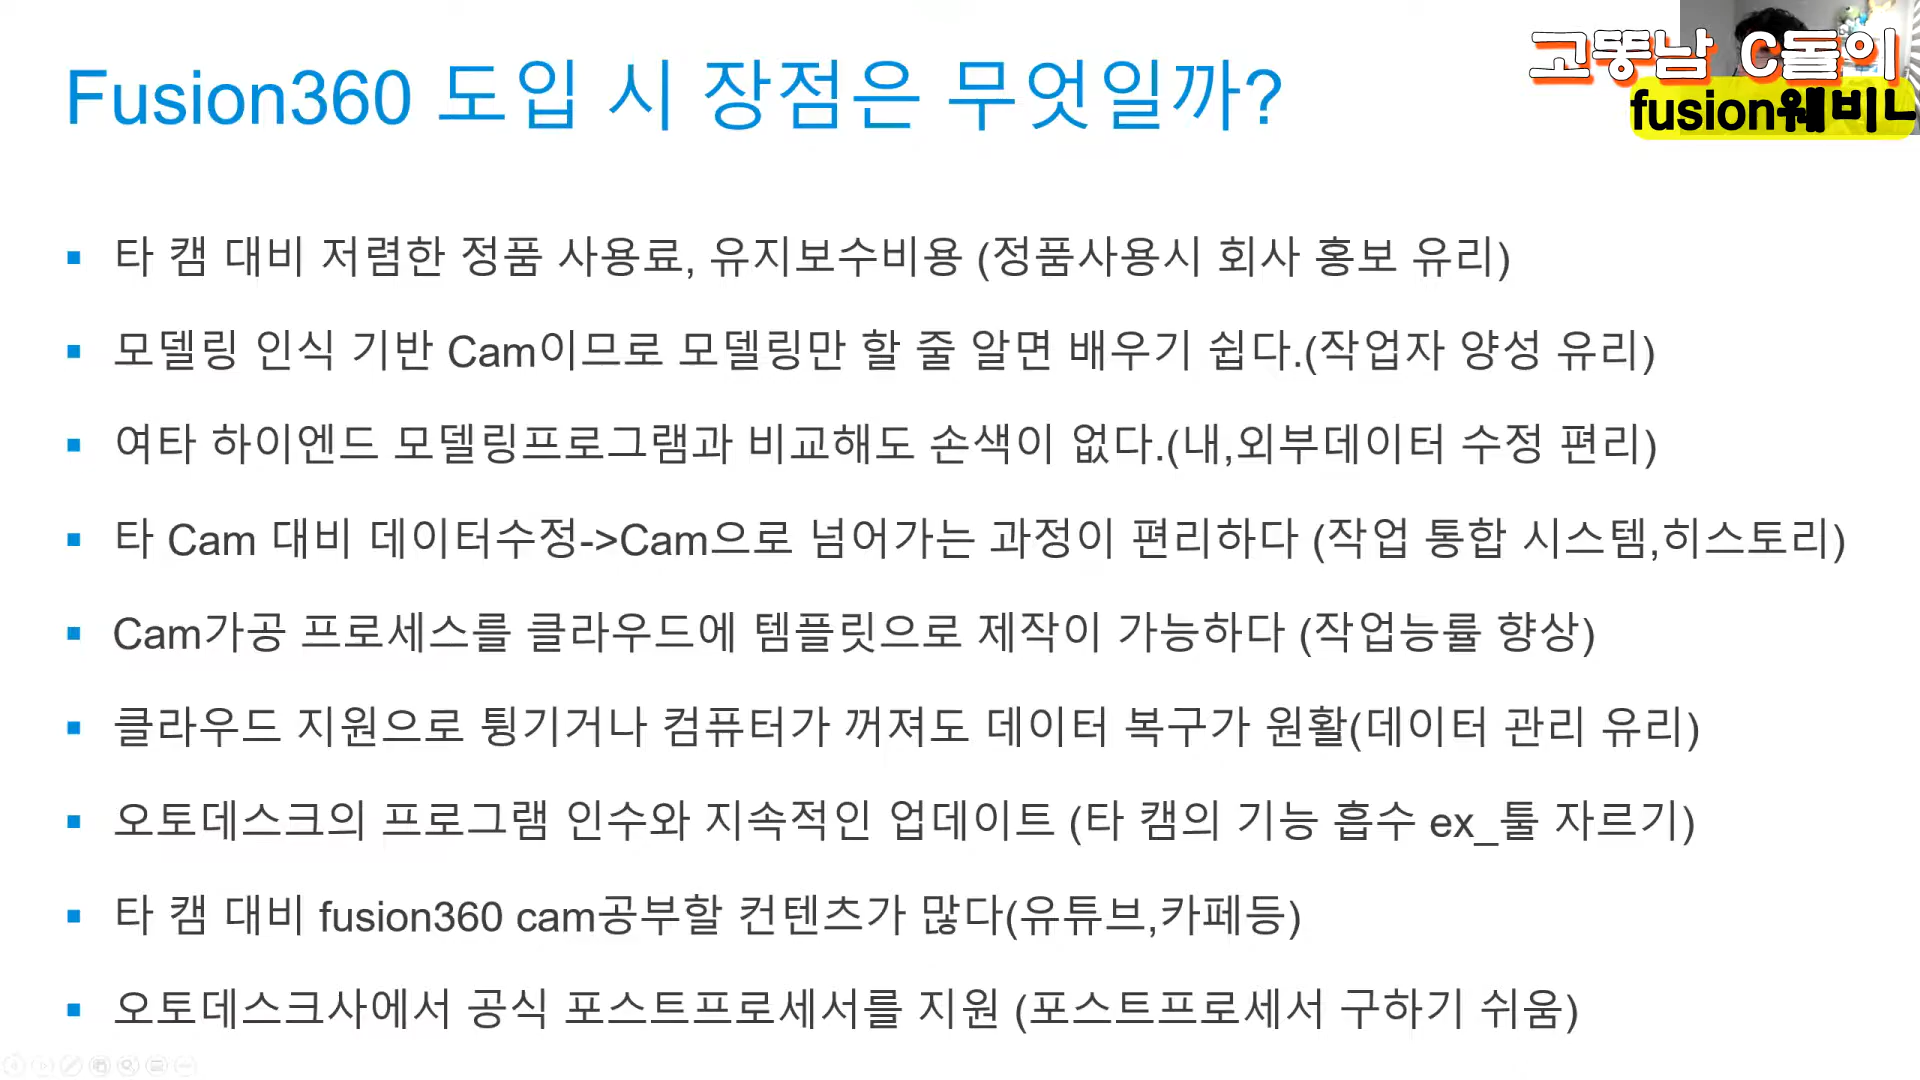 Fusion360 도입 시 장점은 무엇일까?
고뚱남 C돌이
fusion웨비나
타 캠 대비 저렴한 정품 사용료, 유지보수비용 (정품사용시 회사 홍보 유리)
모델링 인식 기반 Cam이므로 모델링만 할 줄 알면 배우기 쉽다.(작업자 양성 유리)
여타 하이엔드 모델링프로그램과 비교해도 손색이 없다.(내,외부데이터 수정 편리)
타 Cam 대비 데이터수정->Cam으로 넘어가는 과정이 편리하다 (작업 통합 시스템,히스토리)
Cam가공 프로세스를 클라우드에 템플릿으로 제작이 가능하다 (작업능률 향상)
클라우드 지원으로 튕기거나 컴퓨터가 꺼져도 데이터 복구가 원활(데이터 관리 유리)
오토데스크의 프로그램 인수와 지속적인 업데이트 (타 캠의 기능 흡수 ex_툴 자르기)
타 캠 대비 fusion360 cam공부할 컨텐츠가 많다(유튜브,카페등)
오토데스크사에서 공식 포스트프로세서를 지원 (포스트프로세서 구하기 쉬움)